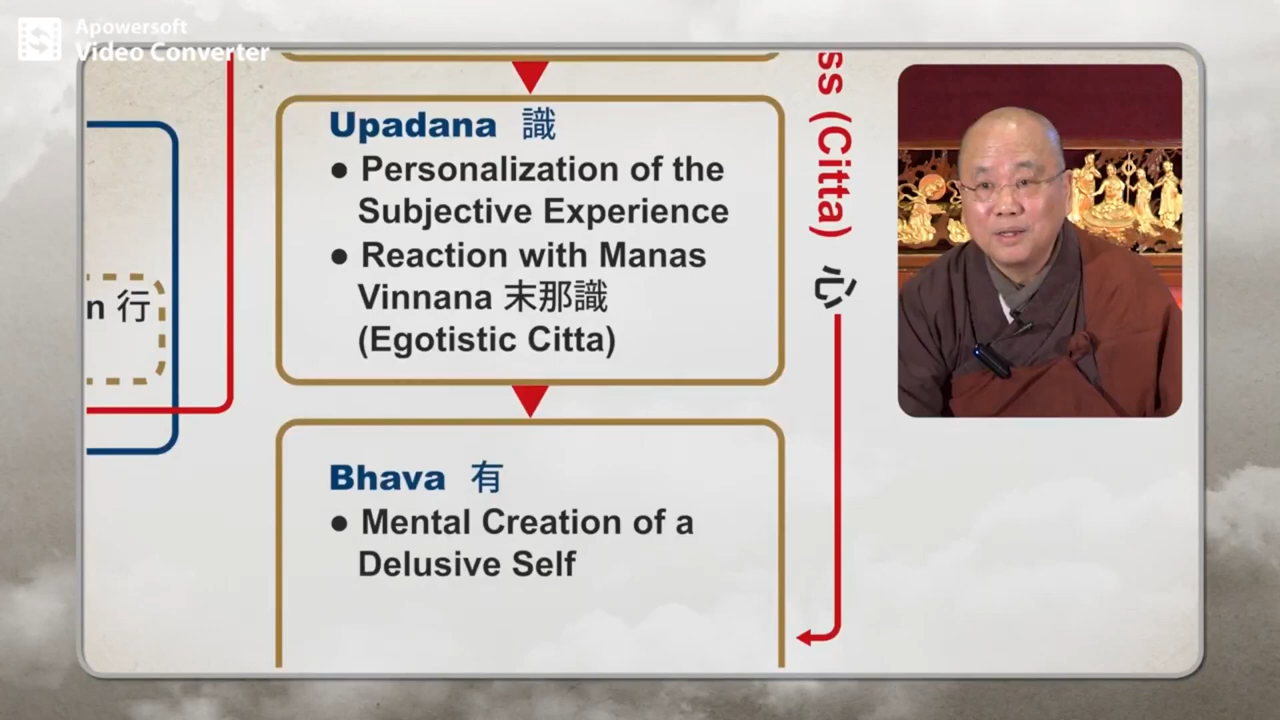 Apowersoft
Video Converter
Upadana 識
● Personalization of the
Subjective Experience
● Reaction with Manas
Vinnana 末那識
(Egotistic Citta)
n 行
ss (Citta) 心
Bhava 有
● Mental Creation of a
Delusive Self